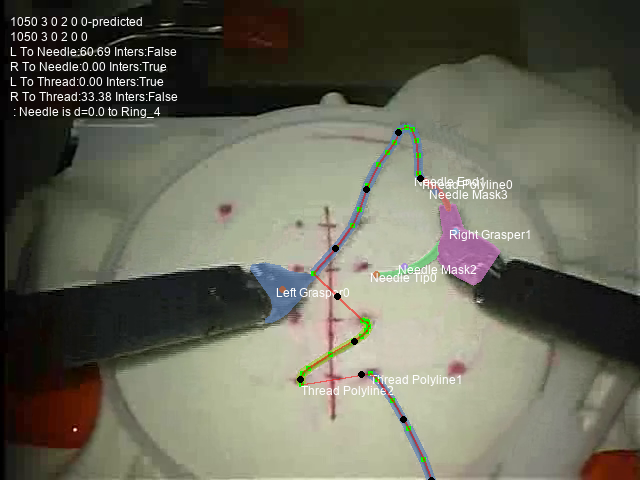 1050 3 0 2 0 0-predicted
1050 3 0 2 0 0
L To Needle:60.69 Inters:False
R To Needle:0.00 Inters:True
L To Thread:0.00 Inters:True
R To Thread:33.38 Inters:False
: Needle is d=0.0 to Ring_4
Needle End1
Thread Polyline0
Needle Mask3
Right Grasper1
Needle Mask2
Needle Tip0
Left Grasper0
Thread Polyline1
Thread Polyline2